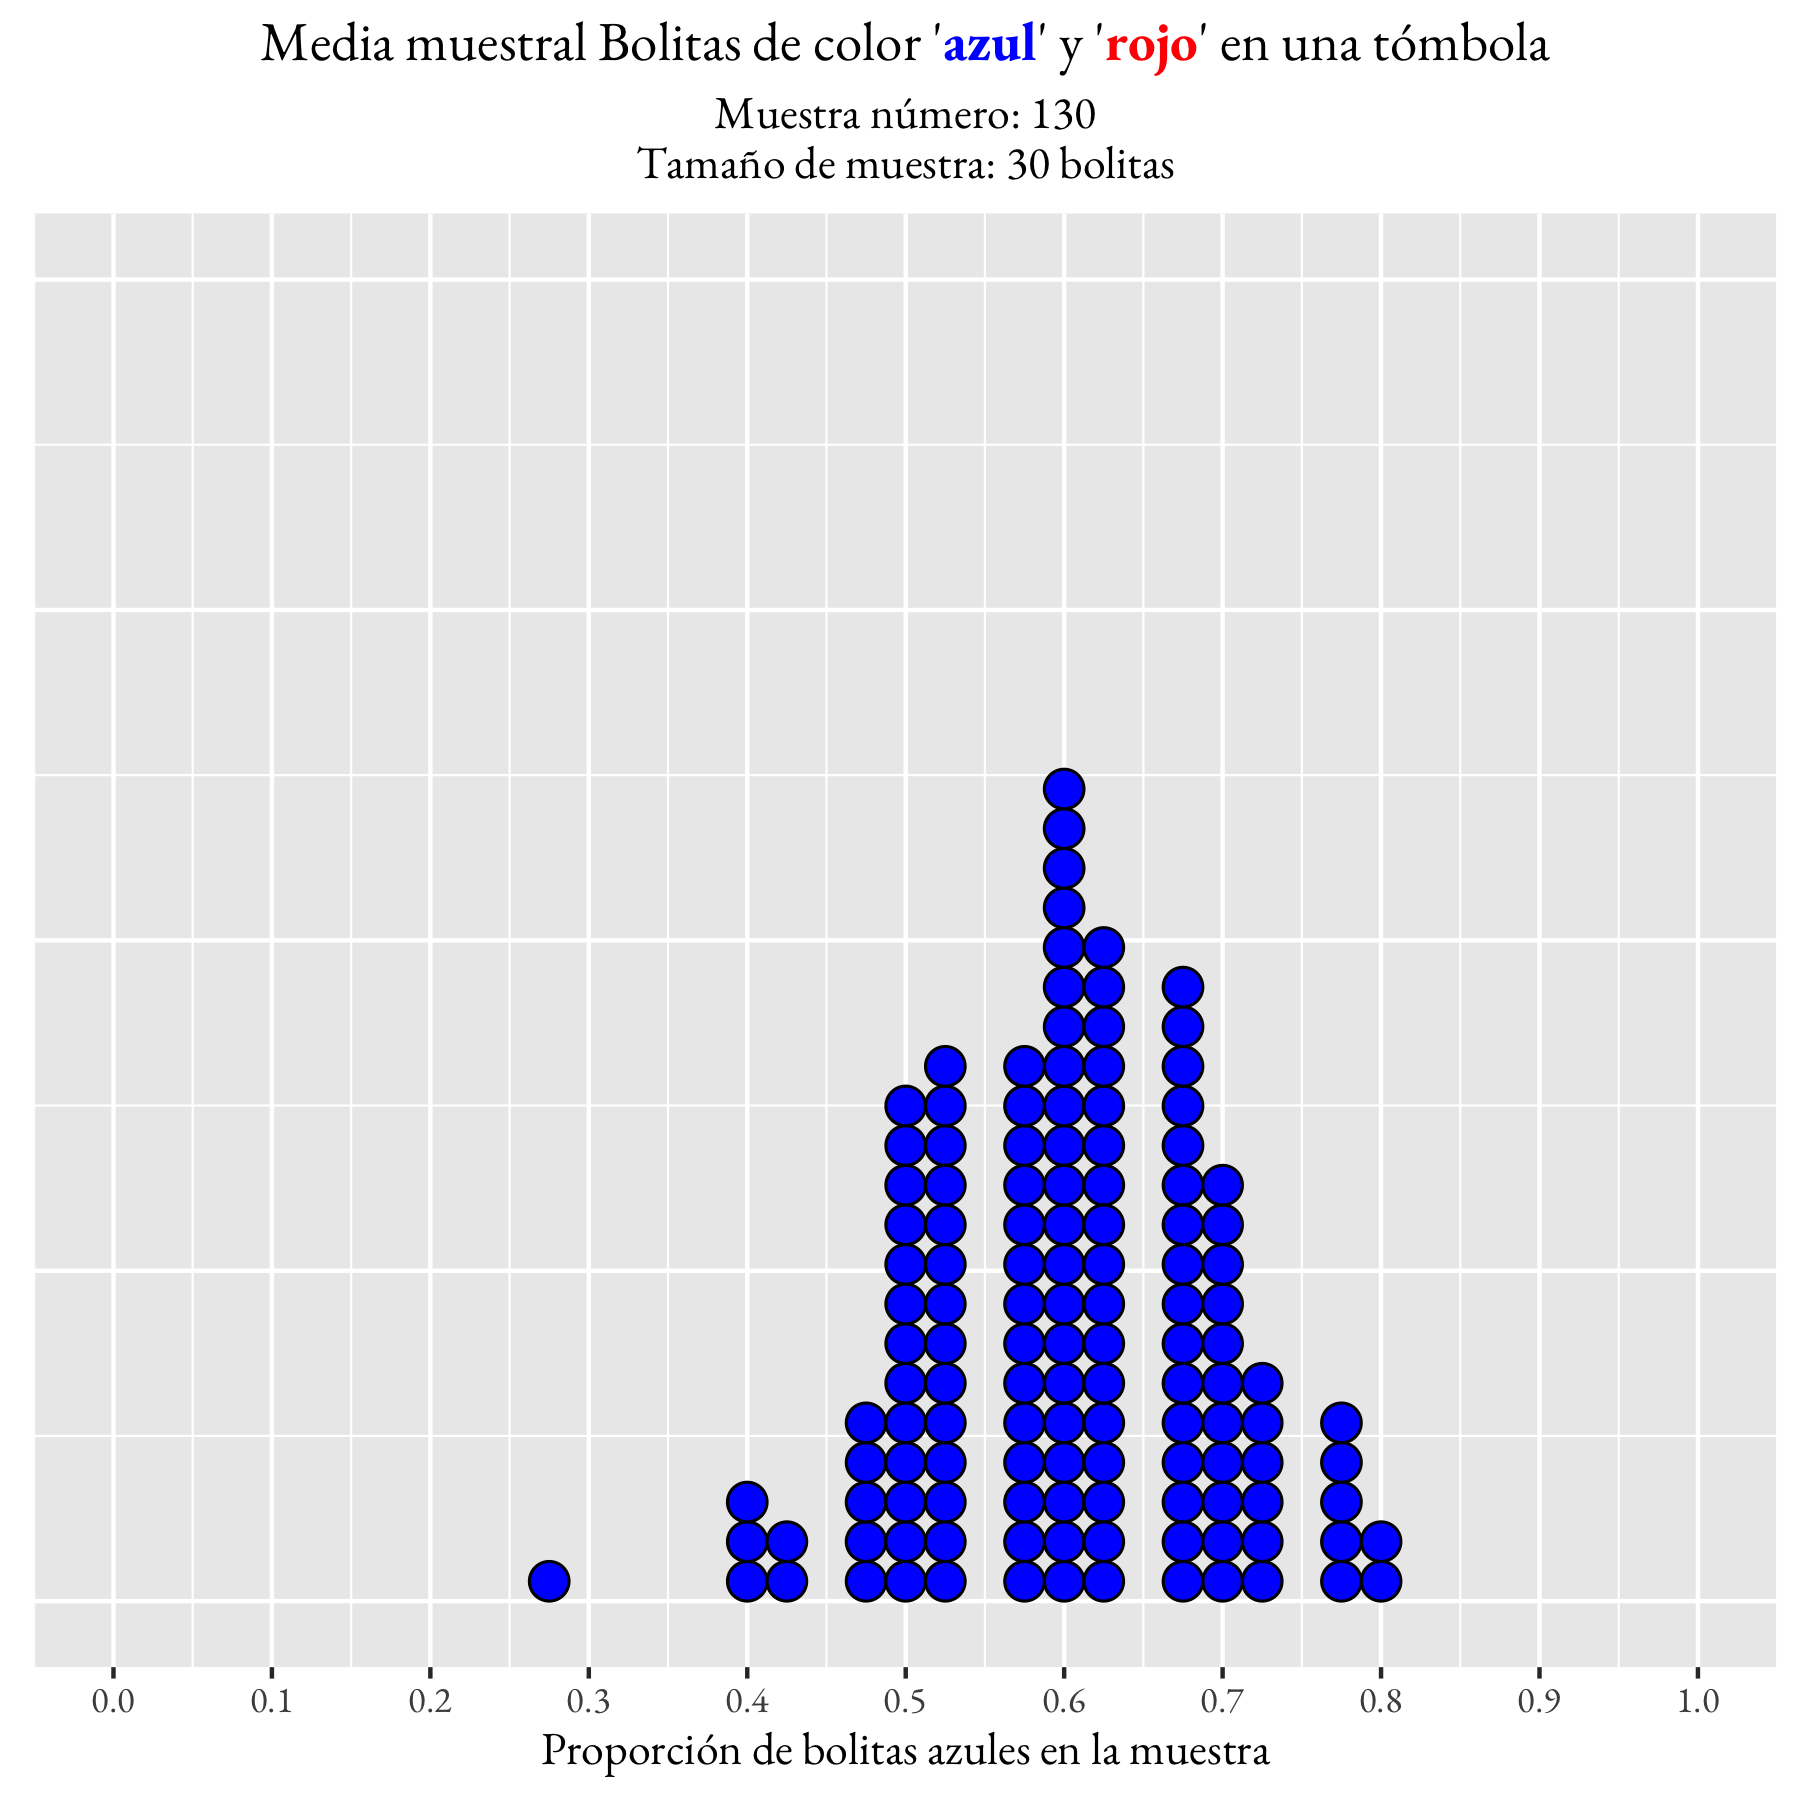 Media muestral Bolitas de color 'azul' y 'rojo' en una tómbola
Muestra número: 130
Tamaño de muestra: 30 bolitas
0.0 0.1 0.2 0.3 0.4 0.5 0.6 0.7 0.8 0.9 1.0
Proporción de bolitas azules en la muestra